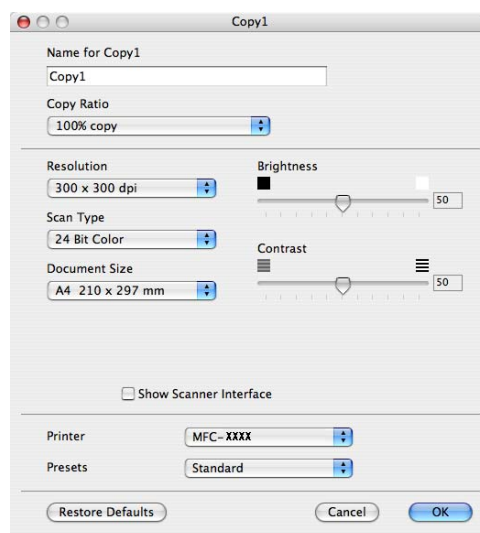 Copy1
Name for Copy1
Copy1
Copy Ratio
100% copy
Resolution
300 x 300 dpi
Scan Type
24 Bit Color
Document Size
A4 210 x 297 mm
Brightness
50
Contrast
50
Show Scanner Interface
Printer
MFC-XXXX
Presets
Standard
Restore Defaults
Cancel
OK